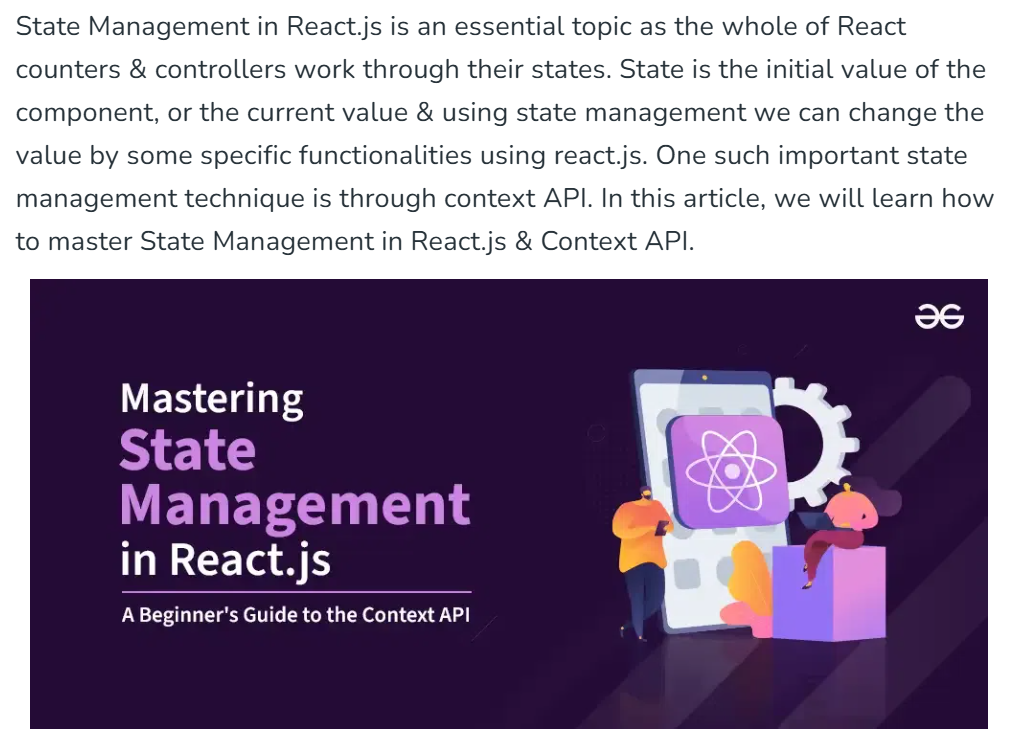 State Management in React.js is an essential topic as the whole of React
counters & controllers work through their states. State is the initial value of the
component, or the current value & using state management we can change the
value by some specific functionalities using react.js. One such important state
management technique is through context API. In this article, we will learn how
to master State Management in React.js & Context API.
Mastering
State
Management
in React.js
A Beginner's Guide to the Context API